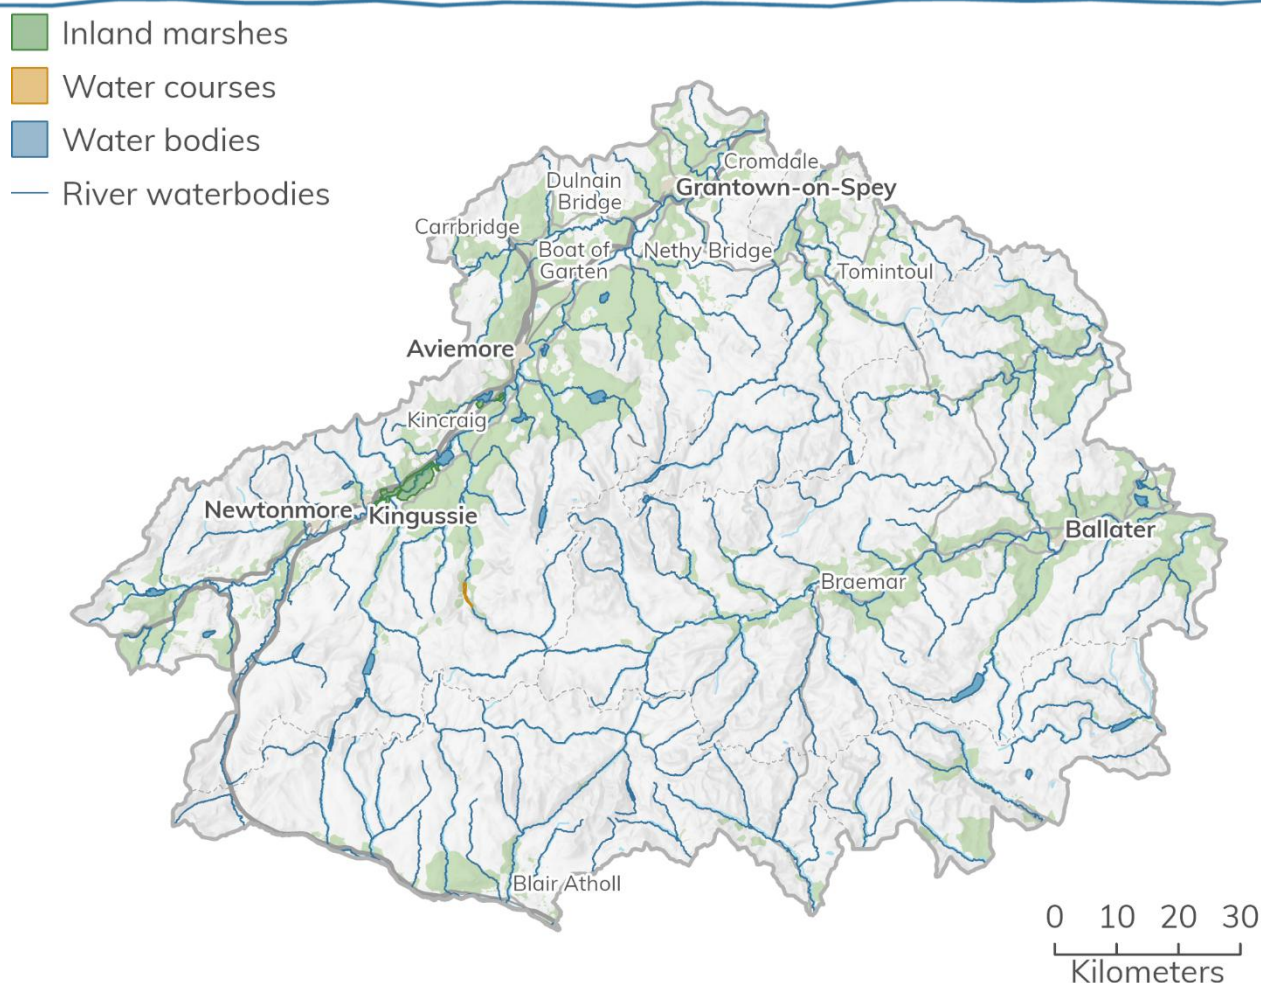 Inland marshes
Water courses
Water bodies
River waterbodies
Cromdale
Grantown-on-Spey
Dulnain
Bridge
Carrbridge
Boat of
Garten
Nethy Bridge
Tomintoul
Aviemore
Kincraig
Newtonmore
Kingussie
Ballater
Braemar
Blair Atholl
0 10 20 30
Kilometers